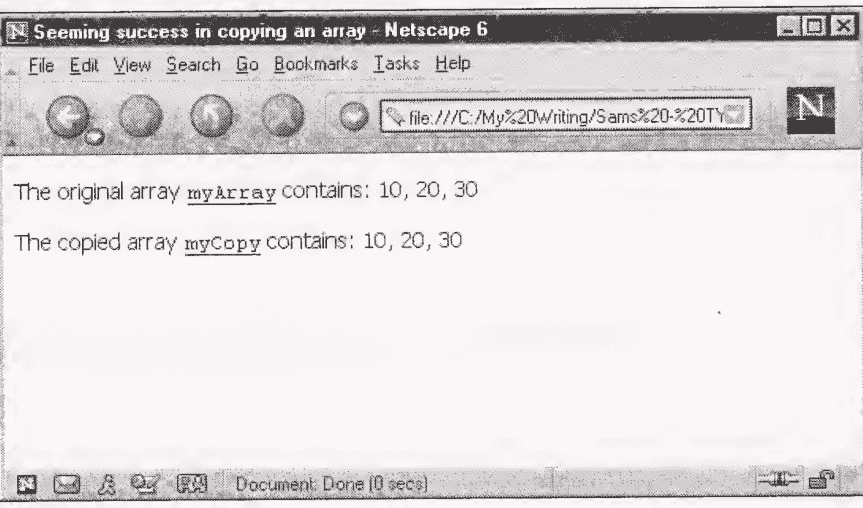 Seeming success in copying an array - Netscape 6
File Edit View Search Go Bookmarks Tasks Help
file:///C:/My%20Writing/Sams%20-%20TY
N
The original array myArray contains: 10, 20, 30
The copied array myCopy contains: 10, 20, 30
Document: Done (0 secs)